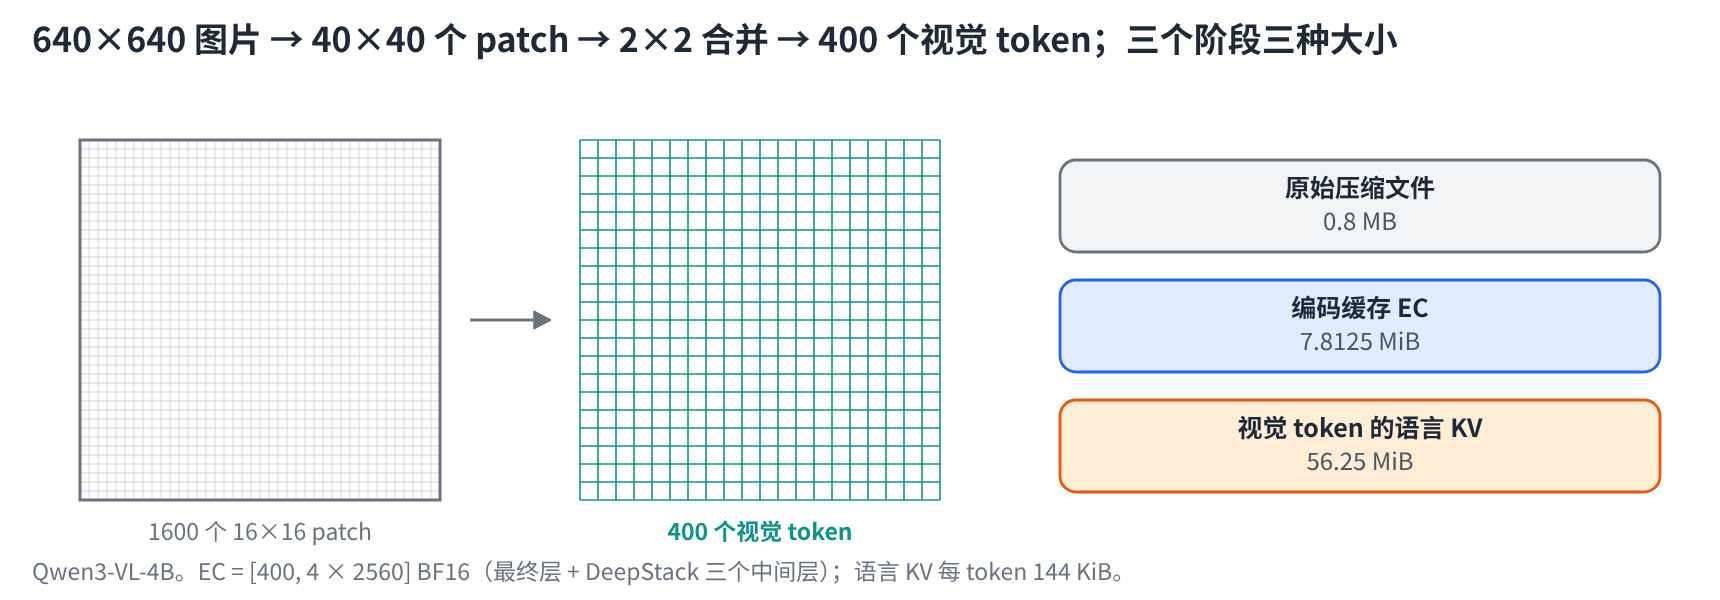 640×640 图片 → 40×40 个 patch → 2×2 合并 → 400 个视觉 token；三个阶段三种大小
原始压缩文件
0.8 MB
编码缓存 EC
7.8125 MiB
视觉 token 的语言 KV
56.25 MiB
1600 个 16×16 patch
400 个视觉 token
Qwen3-VL-4B。EC = [400, 4 × 2560] BF16（最终层 + DeepStack 三个中间层）；语言 KV 每 token 144 KiB。